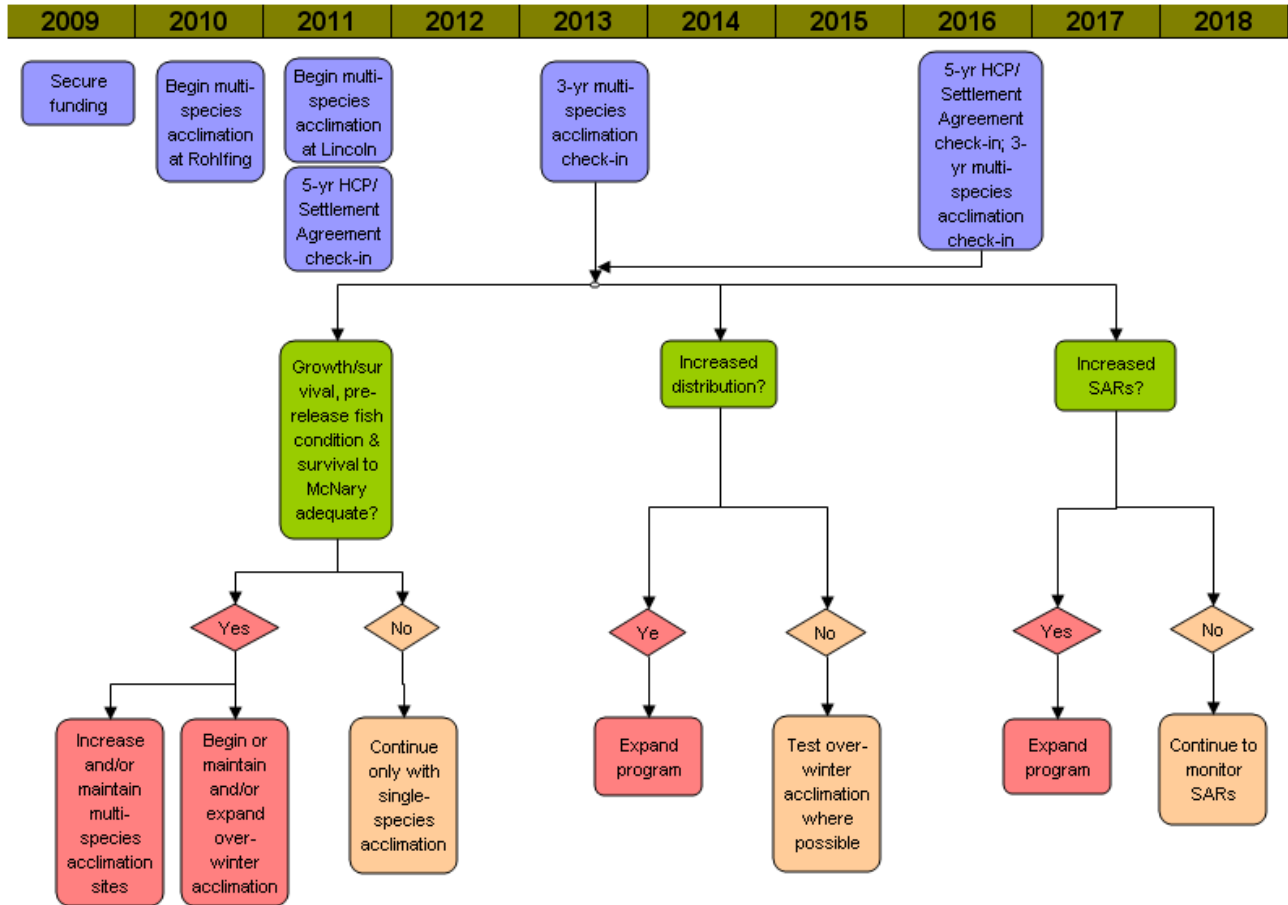 2009 2010 2011 2012 2013 2014 2015 2016 2017 2018
Secure
funding
Begin multi-
species
acclimation
at Rohlfing
Begin multi-
species
acclimation
at Lincoln
5-yr HCP/
Settlement
Agreement
check-in
3-yr multi-
species
acclimation
check-in
5-yr HCP/
Settlement
Agreement
check-in; 3-
yr multi-
species
acclimation
check-in
Growth/sur
vival, pre-
release fish
condition &
survival to
McNary
adequate?
Increased
distribution?
Increased
SARs?
Yes
No
Ye
No
Yes
No
Increase
and/or
maintain
multi-
species
acclimation
sites
Begin or
maintain
and/or
expand
over-
winter
acclimation
Continue
only with
single-
species
acclimation
Expand
program
Test over-
winter
acclimation
where
possible
Expand
program
Continue to
monitor
SARs